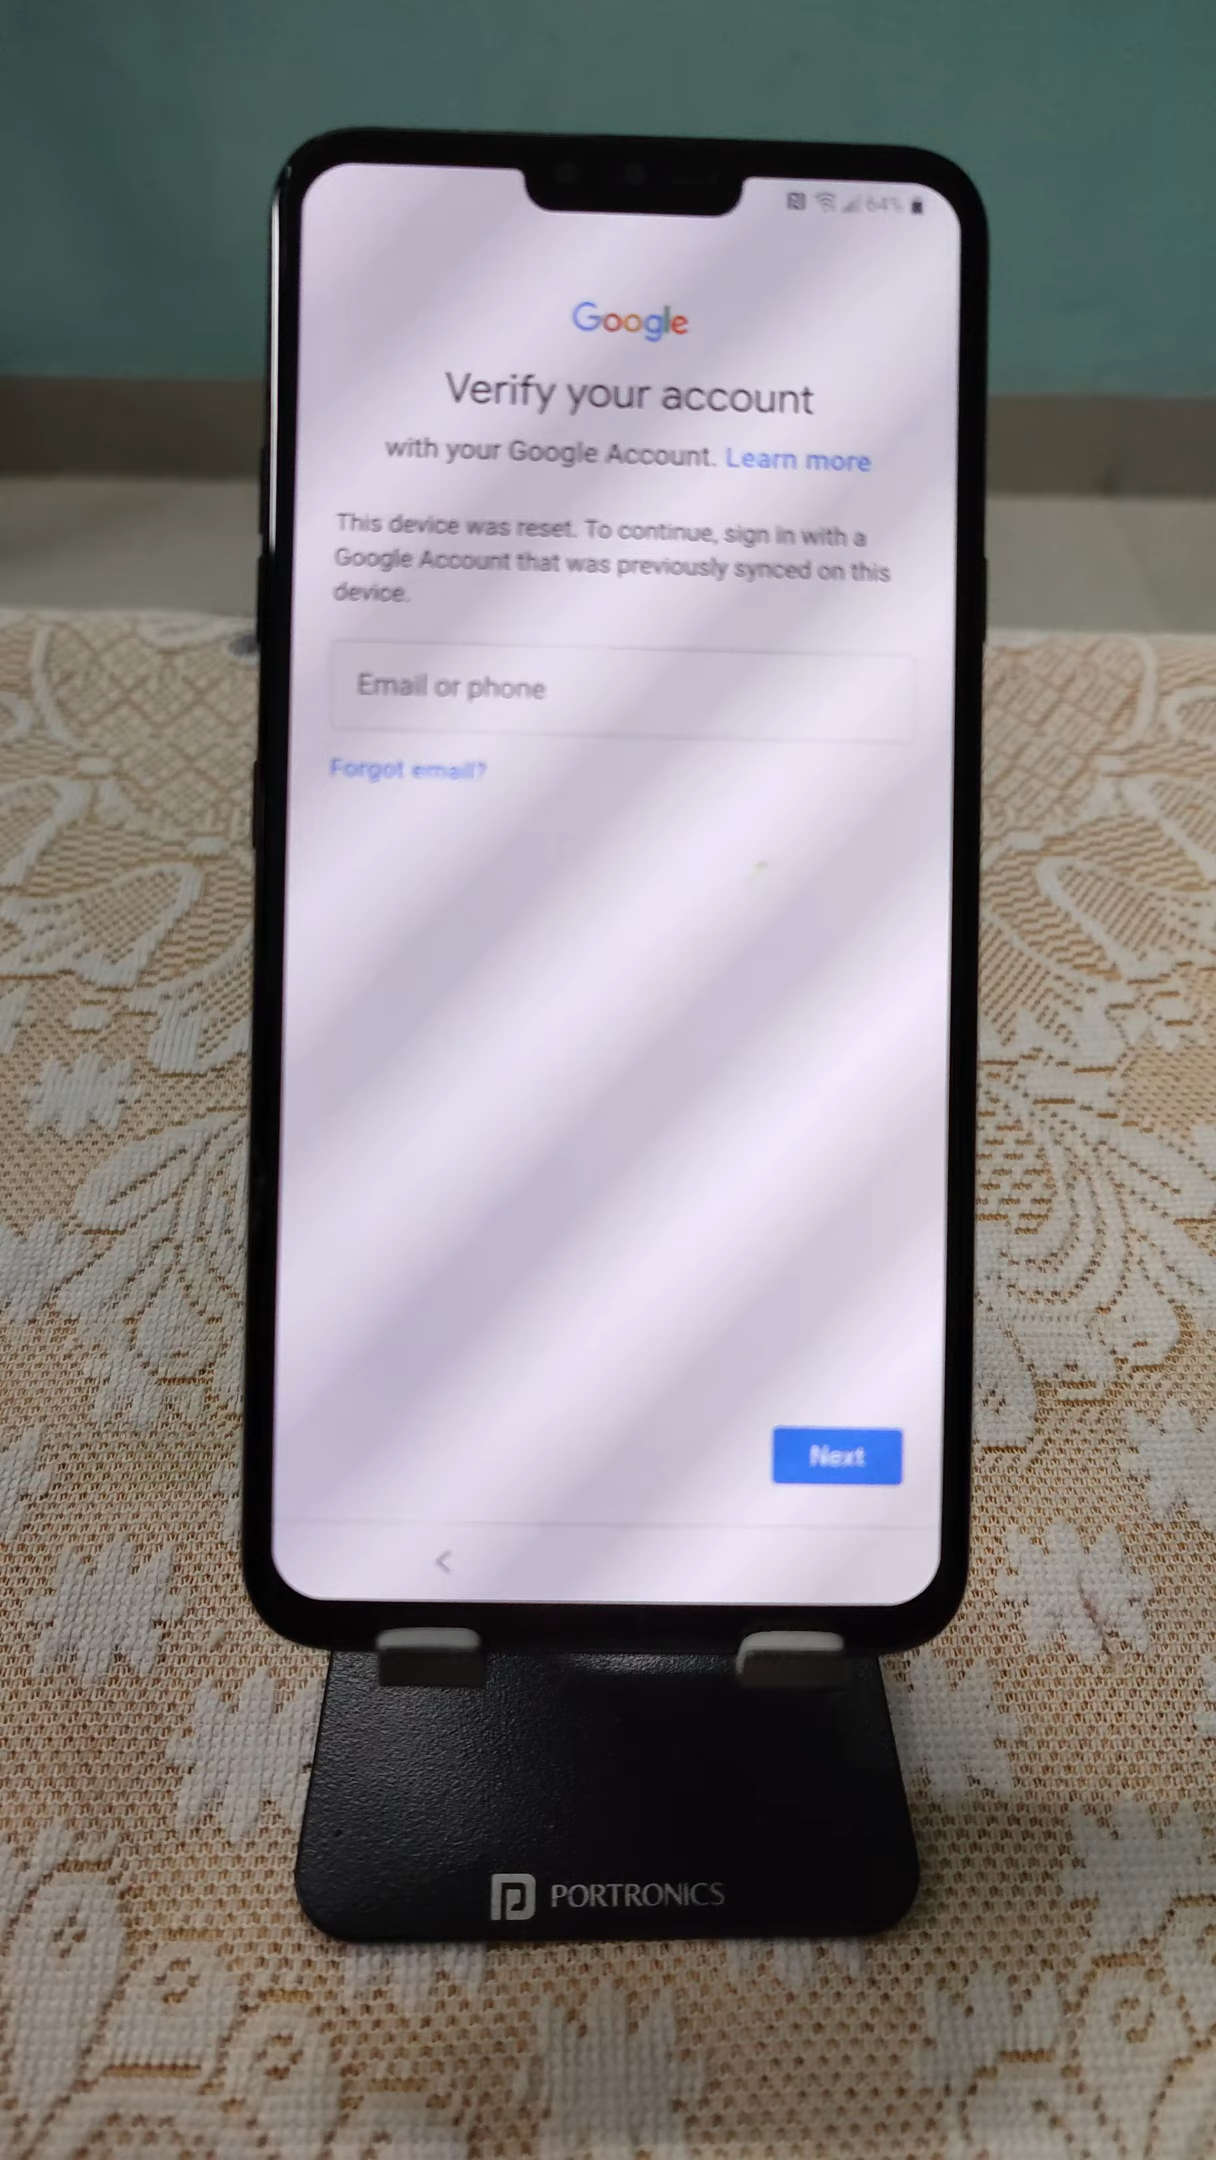 64%
Google
Verify your account
with your Google Account. Learn more
This device was reset. To continue, sign in with a
Google Account that was previously synced on this
device.
Email or phone
Forgot email?
Next
PORTRONICS